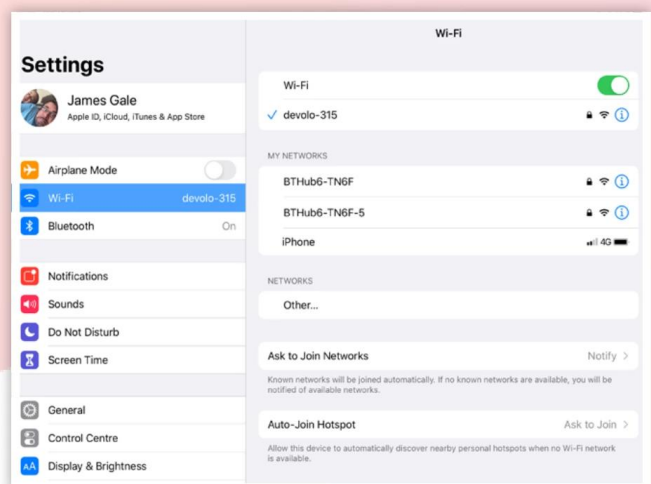 Wi-Fi
Settings
James Gale
Apple ID, iCloud, iTunes & App Store
Airplane Mode
Wi-Fi devolo-315
Bluetooth On
Notifications
Sounds
Do Not Disturb
Screen Time
General
Control Centre
AA Display & Brightness
Wi-Fi
devolo-315
MY NETWORKS
BTHub6-TN6F
BTHub6-TN6F-5
iPhone 4G
NETWORKS
Other...
Ask to Join Networks Notify >
Known networks will be joined automatically. If no known networks are available, you will be
notified of available networks.
Auto-Join Hotspot Ask to Join >
Allow this device to automatically discover nearby personal hotspots when no Wi-Fi network
is available.